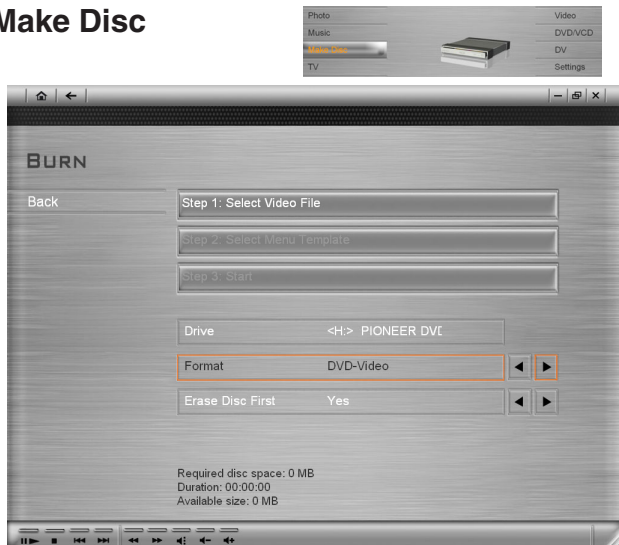 Make Disc
Photo
Music
Make Disc
TV
Video
DVD/VCD
DV
Settings
BURN
Back
Step 1: Select Video File
Step 2: Select Menu Template
Step 3: Start
Drive <H:> PIONEER DVD
Format DVD-Video
Erase Disc First Yes
Required disc space: 0 MB
Duration: 00:00:00
Available size: 0 MB